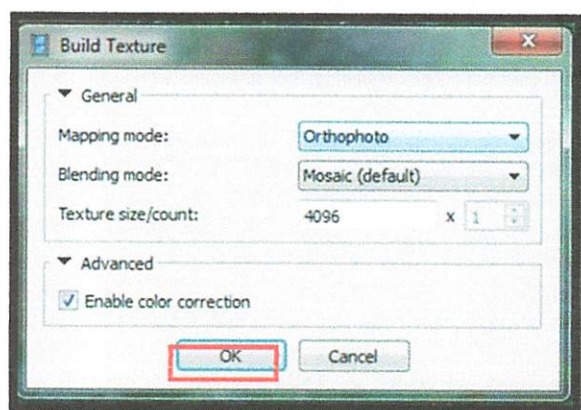 Build Texture
General
Mapping mode: Orthophoto
Blending mode: Mosaic (default)
Texture size/count: 4096 x 1
Advanced
Enable color correction
OK Cancel